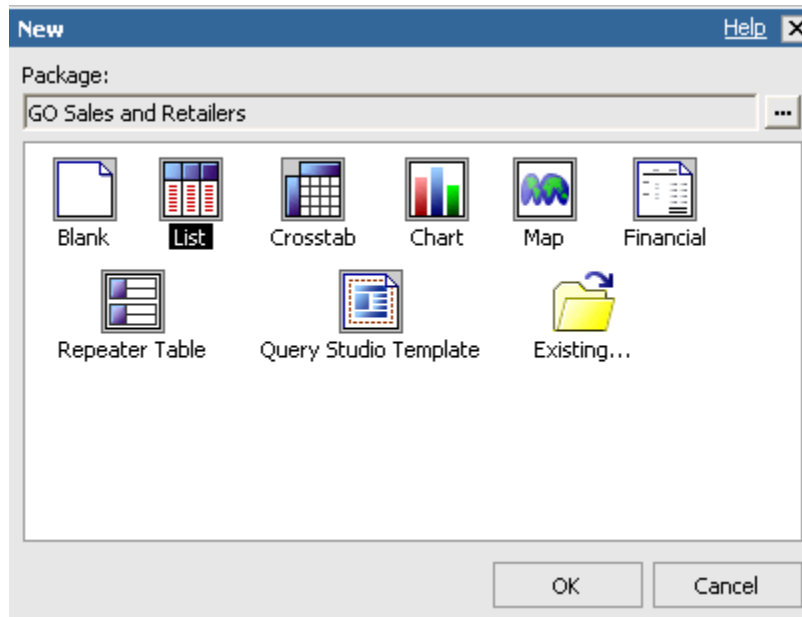 New Help
Package:
GO Sales and Retailers ...
Blank List Crosstab Chart Map Financial
Repeater Table Query Studio Template Existing...
OK Cancel